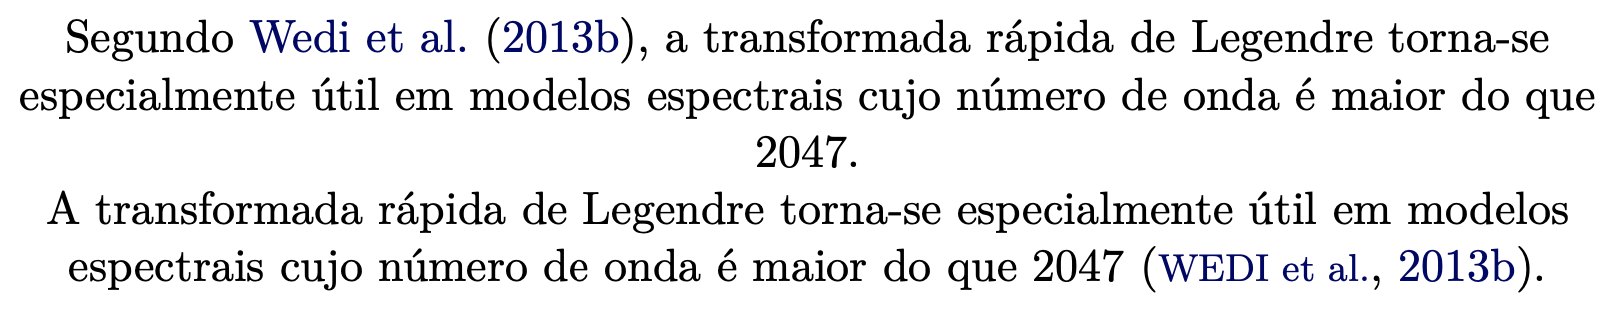 Segundo Wedi et al. (2013b), a transformada rápida de Legendre torna-se
especialmente útil em modelos espectrais cujo número de onda é maior do que
2047.
A transformada rápida de Legendre torna-se especialmente útil em modelos
espectrais cujo número de onda é maior do que 2047 (WEDI et al., 2013b).